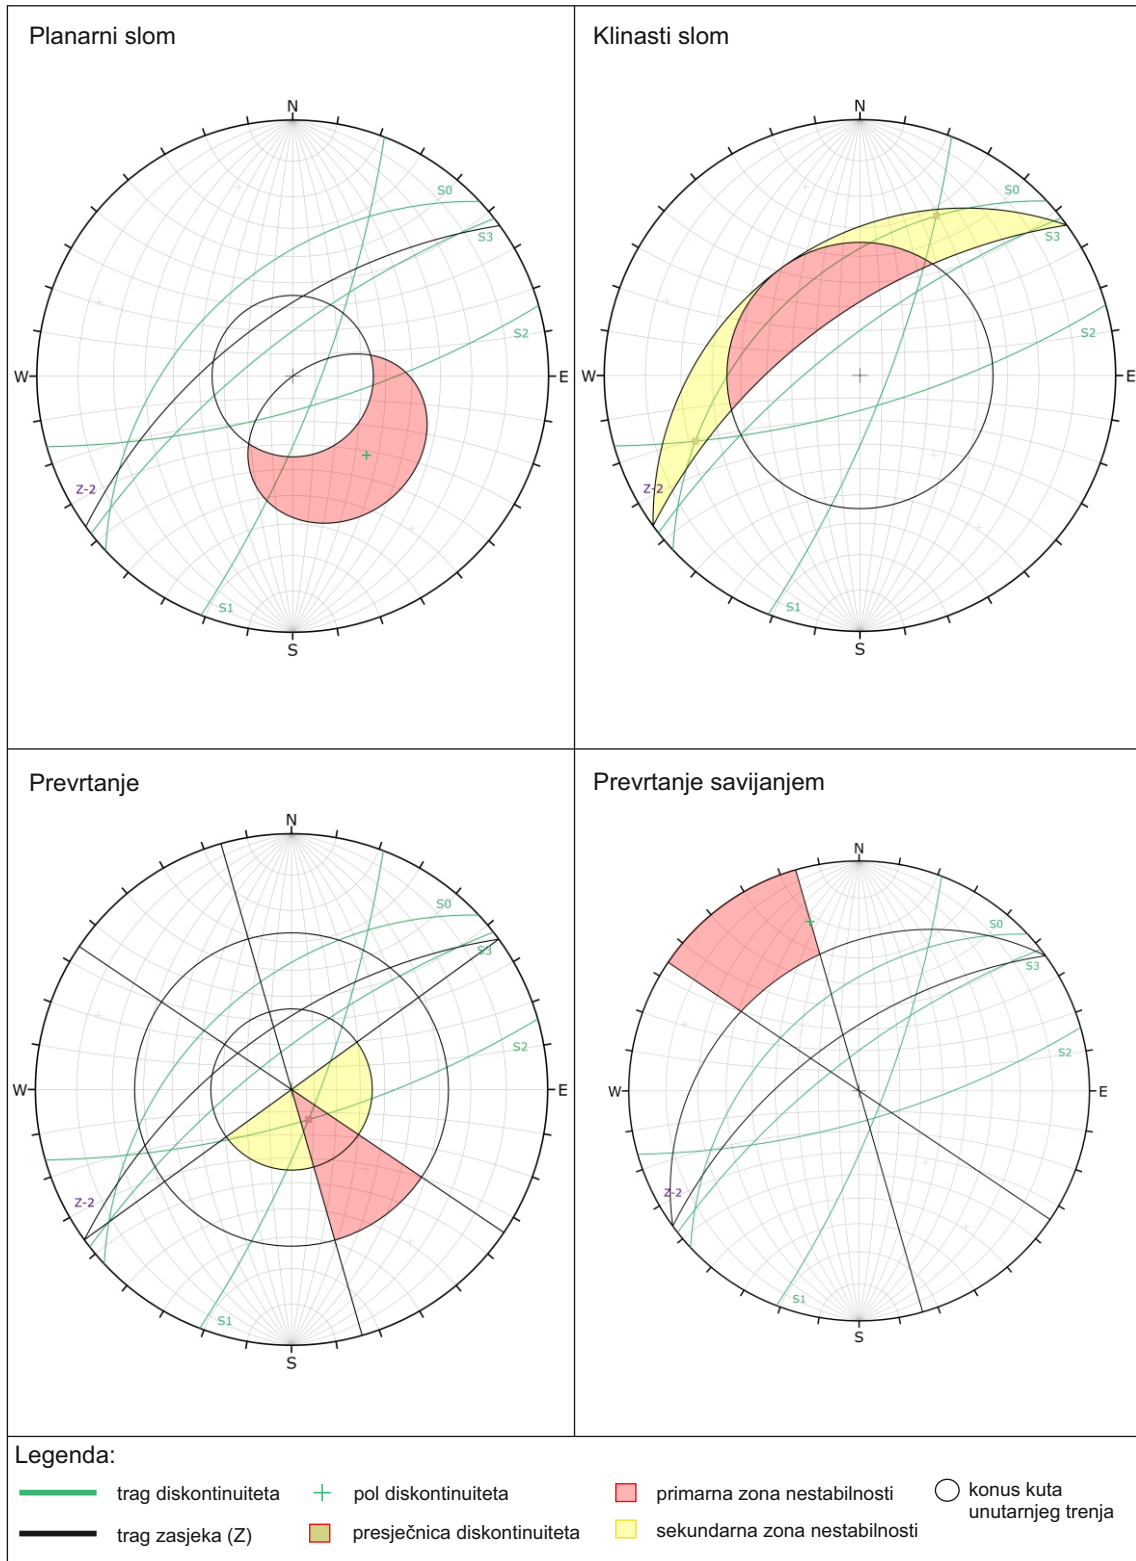 Planarni slom
N
S0
S3
S2
W
E
Z-2
S1
S
Klinasti slom
N
S0
S3
S2
W
E
Z-2
S1
S
Prevrtanje
N
S0
S3
S2
W
E
Z-2
S1
S
Prevrtanje savijanjem
N
S0
S3
S2
W
E
Z-2
S1
S
Legenda:
trag diskontinuiteta
pol diskontinuiteta
primarna zona nestabilnosti
konus kuta
unutarnjeg trenja
trag zasjeka (Z)
presječnica diskontinuiteta
sekundarna zona nestabilnosti